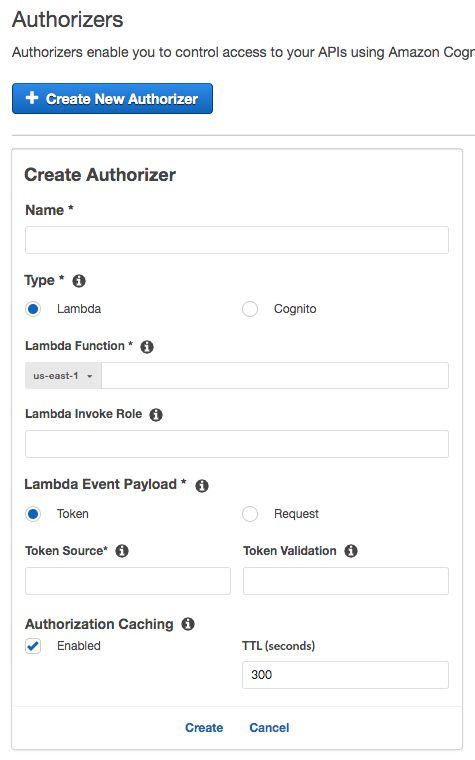 Authorizers
Authorizers enable you to control access to your APIs using Amazon Cogn
+ Create New Authorizer
Create Authorizer
Name *
Type *
Lambda Cognito
Lambda Function *
us-east-1
Lambda Invoke Role
Lambda Event Payload *
Token Request
Token Source* Token Validation
Authorization Caching
Enabled TTL (seconds)
300
Create Cancel